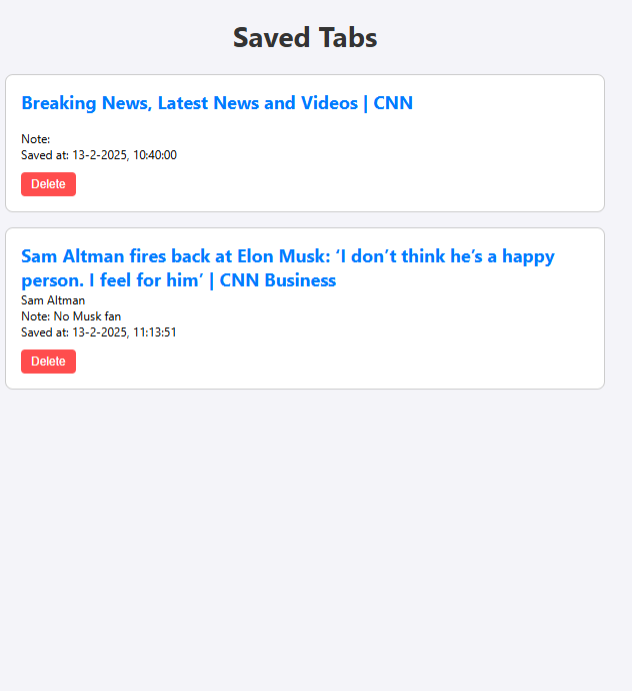 Saved Tabs
Breaking News, Latest News and Videos | CNN
Note:
Saved at: 13-2-2025, 10:40:00
Delete
Sam Altman fires back at Elon Musk: ‘I don’t think he’s a happy
person. I feel for him’ | CNN Business
Sam Altman
Note: No Musk fan
Saved at: 13-2-2025, 11:13:51
Delete